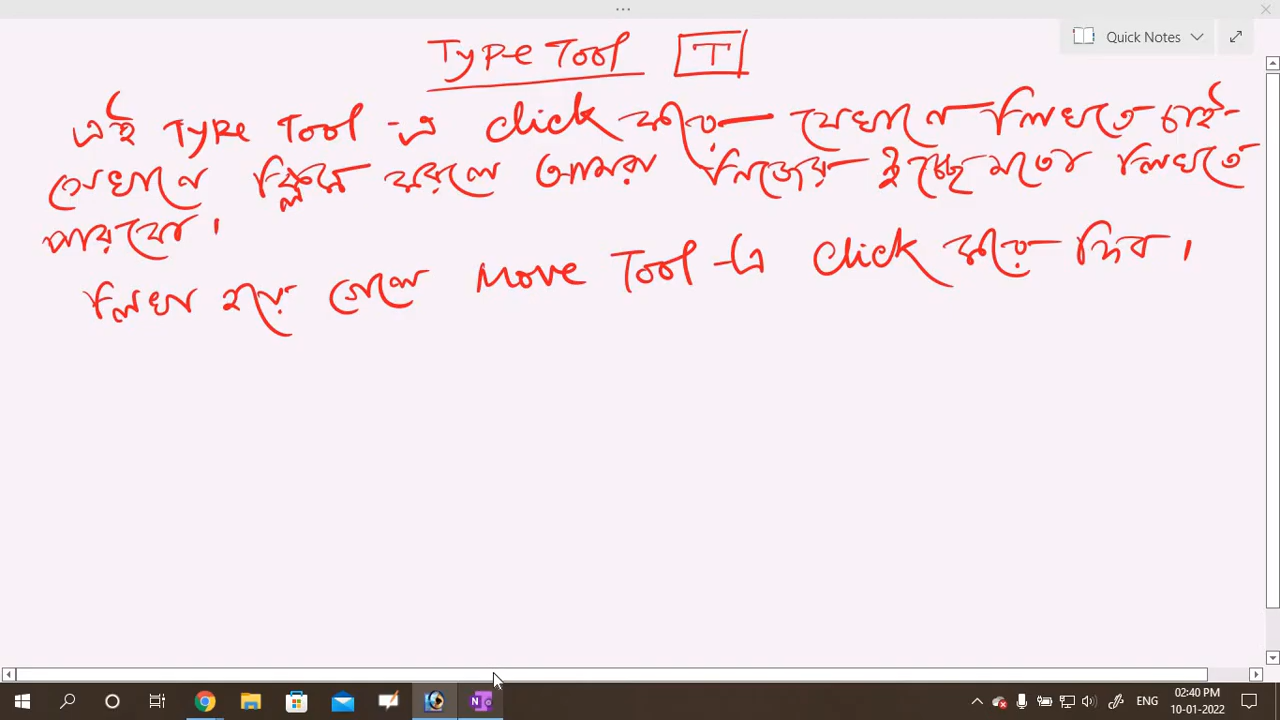 Quick Notes
Type Tool T
এই Type Tool -এ click করে যেখানে লিখতে চাই
সেখানে ক্লিক করলে আমরা নিজের ইচ্ছে মতো লিখতে
পারবো।
লিখা হয়ে গেলে Move Tool -এ click করে দিব।
ENG
02:40 PM
10-01-2022